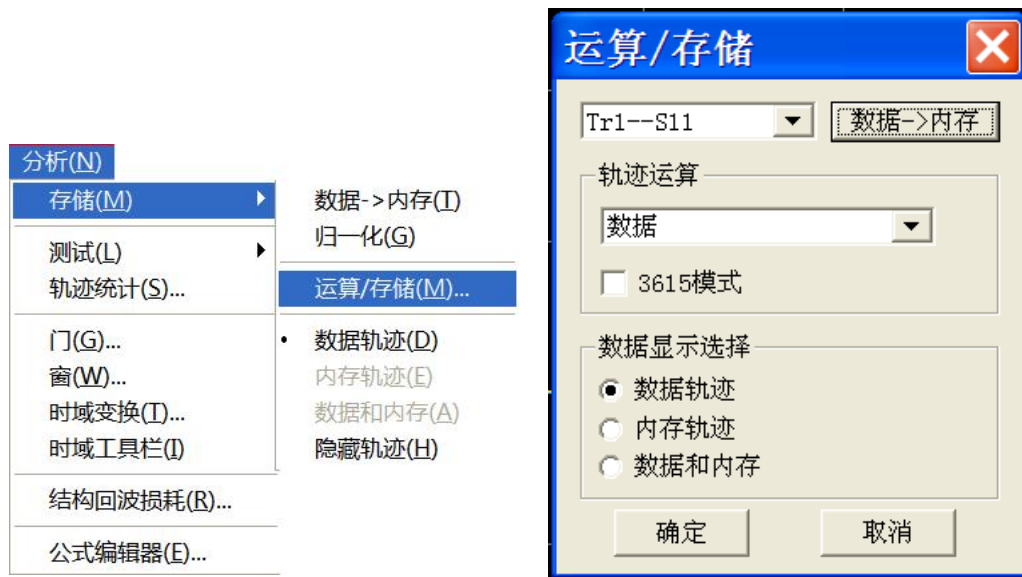 分析(N)
存储(M)
测试(L)
轨迹统计(S)...
门(G)...
窗(W)...
时域变换(T)...
时域工具栏(I)
结构回波损耗(R)...
公式编辑器(E)...
数据->内存(T)
归一化(G)
运算/存储(M)...
数据轨迹(D)
内存轨迹(E)
数据和内存(A)
隐藏轨迹(H)
运算/存储
Tr1--S11
数据->内存
轨迹运算
数据
3615模式
数据显示选择
数据轨迹
内存轨迹
数据和内存
确定
取消